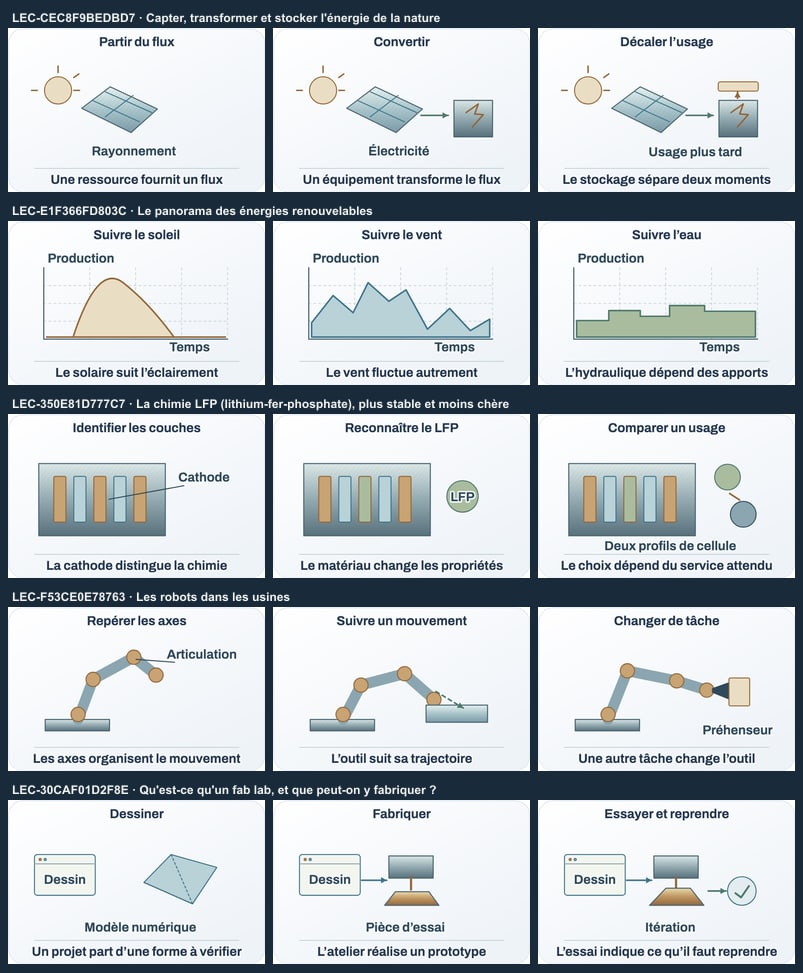 LEC-CEC8F9BEDBD7 · Capter, transformer et stocker l'énergie de la nature
Partir du flux
Rayonnement
Une ressource fournit un flux
Convertir
Électricité
Un équipement transforme le flux
Décaler l’usage
Usage plus tard
Le stockage sépare deux moments
LEC-E1F366FD803C · Le panorama des énergies renouvelables
Suivre le soleil
Production
Temps
Le solaire suit l’éclairement
Suivre le vent
Production
Temps
Le vent fluctue autrement
Suivre l’eau
Production
Temps
L’hydraulique dépend des apports
LEC-350E81D777C7 · La chimie LFP (lithium-fer-phosphate), plus stable et moins chère
Identifier les couches
Cathode
La cathode distingue la chimie
Reconnaître le LFP
LFP
Le matériau change les propriétés
Comparer un usage
Deux profils de cellule
Le choix dépend du service attendu
LEC-F53CE0E78763 · Les robots dans les usines
Repérer les axes
Articulation
Les axes organisent le mouvement
Suivre un mouvement
L’outil suit sa trajectoire
Changer de tâche
Préhenseur
Une autre tâche change l’outil
LEC-30CAF01D2F8E · Qu'est-ce qu'un fab lab, et que peut-on y fabriquer ?
Dessiner
Dessin
Modèle numérique
Un projet part d’une forme à vérifier
Fabriquer
Dessin
Pièce d’essai
L’atelier réalise un prototype
Essayer et reprendre
Dessin
Itération
L’essai indique ce qu’il faut reprendre